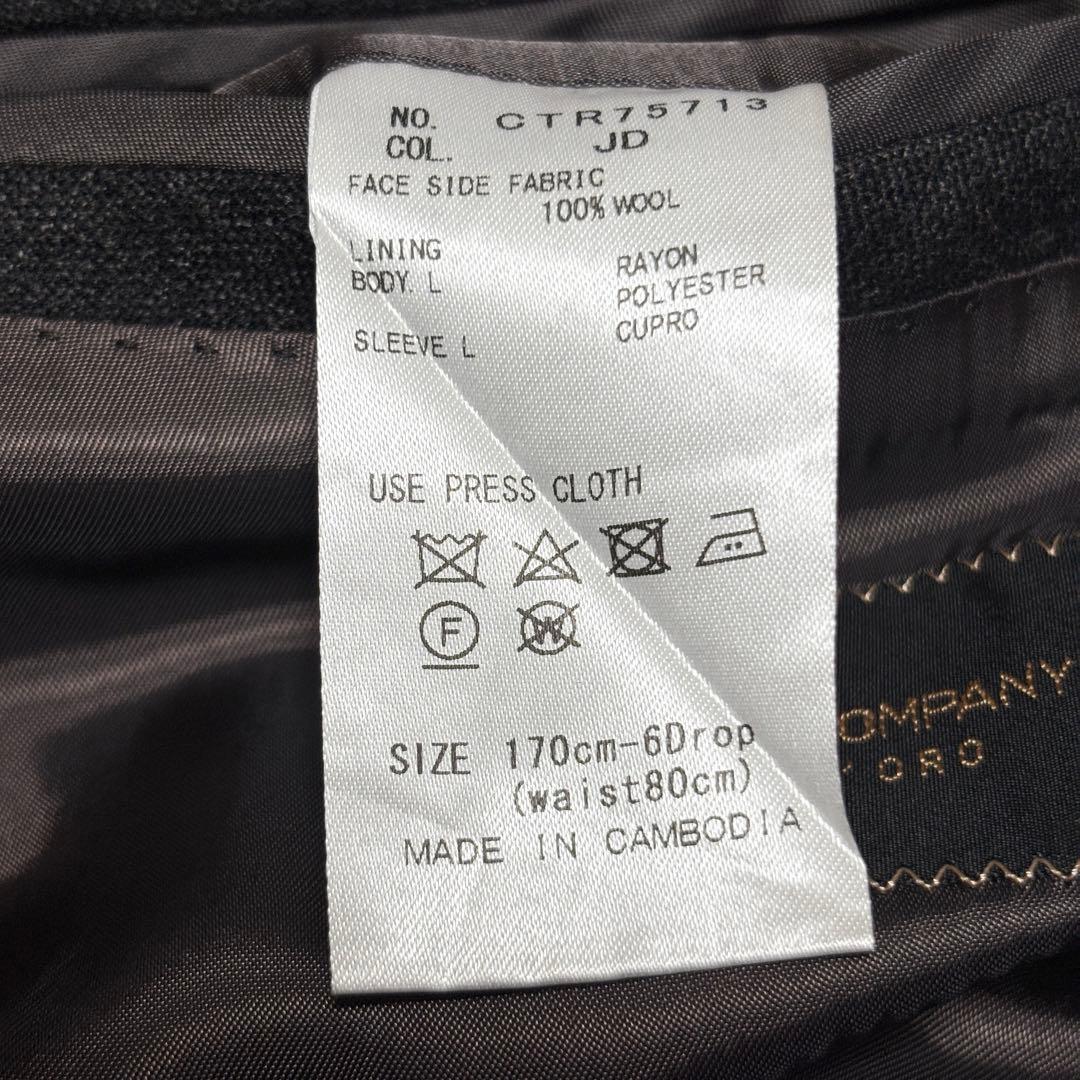 NO. CTR75713
COL. JD
FACE SIDE FABRIC
100% WOOL
LINING
BODY. L RAYON
POLYESTER
SLEEVE L CUPRO
USE PRESS CLOTH
F W
SIZE 170cm-6Drop
(waist80cm)
MADE IN CAMBODIA
OMPANY
ORO